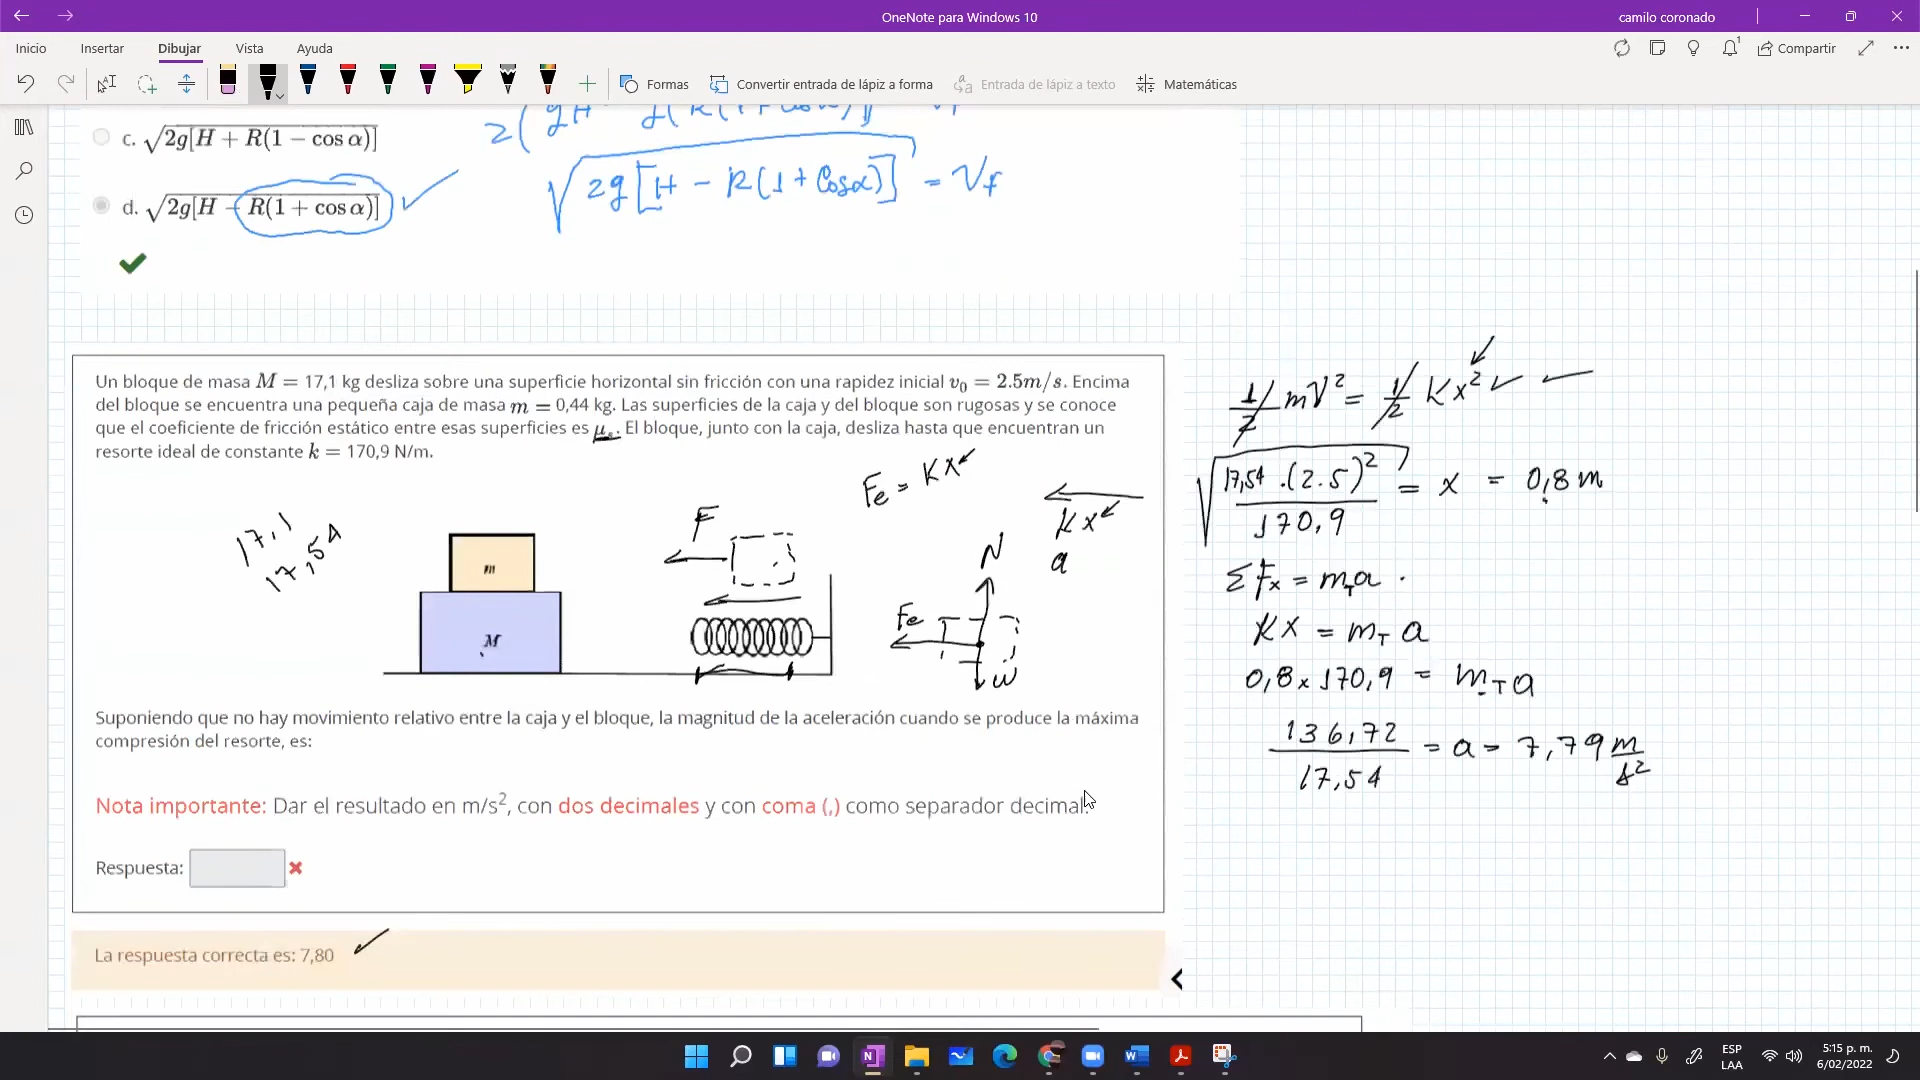 OneNote para Windows 10
camilo coronado
Inicio Insertar Dibujar Vista Ayuda
1
Compartir
Formas Convertir entrada de lápiz a forma Entrada de lápiz a texto Matemáticas
c. √2g[H + R(1 − cos α)]
√2g[H − R(1 + Cosα)] = Vf
d. √2g[H − R(1 + cos α)]
Un bloque de masa M = 17,1 kg desliza sobre una superficie horizontal sin fricción con una rapidez inicial v₀ = 2.5m/s. Encima
del bloque se encuentra una pequeña caja de masa m = 0,44 kg. Las superficies de la caja y del bloque son rugosas y se conoce
que el coeficiente de fricción estático entre esas superficies es μₑ. El bloque, junto con la caja, desliza hasta que encuentran un
resorte ideal de constante k = 170,9 N/m.
Fe = KX
17,1
17,54
m
M
F
Kx
a
N
Fe
W
1/2 mV² = 1/2 Kx²
√17,54 .(2.5)² / 170,9 = x = 0,8 m
ΣFx = mTa
KX = mT a
0,8 x 170,9 = mTa
136,72 / 17,54 = a = 7,79 m/s²
Suponiendo que no hay movimiento relativo entre la caja y el bloque, la magnitud de la aceleración cuando se produce la máxima
compresión del resorte, es:
Nota importante: Dar el resultado en m/s², con dos decimales y con coma (,) como separador decimal.
Respuesta:
La respuesta correcta es: 7,80
ESP
LAA
5:15 p. m.
6/02/2022